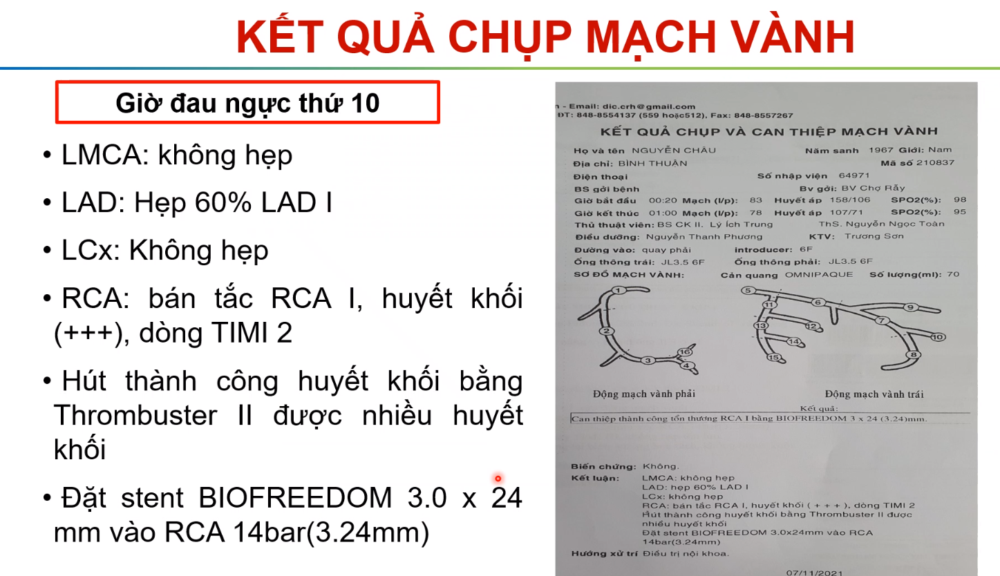 KẾT QUẢ CHỤP MẠCH VÀNH
Giờ đau ngực thứ 10
• LMCA: không hẹp
• LAD: Hẹp 60% LAD I
• LCx: Không hẹp
• RCA: bán tắc RCA I, huyết khối
(+++), dòng TIMI 2
• Hút thành công huyết khối bằng
Thrombuster II được nhiều huyết
khối
• Đặt stent BIOFREEDOM 3.0 x 24
mm vào RCA 14bar(3.24mm)
- Email: dic.crh@gmail.com
ĐT: 848-8554137 (559 hoặc512), Fax: 848-8557267
KẾT QUẢ CHỤP VÀ CAN THIỆP MẠCH VÀNH
Họ và tên NGUYỄN CHÂU Năm sanh 1967 Giới: Nam
Địa chỉ: BÌNH THUẬN Mã số 210837
Điện thoại Số nhập viện 64971
BS gởi bệnh Bv gởi: BV Chợ Rẫy
Giờ bắt đầu 00:20 Mạch (l/p): 83 Huyết áp 158/106 SPO2(%): 98
Giờ kết thúc 01:00 Mạch (l/p): 78 Huyết áp 107/71 SPO2(%): 95
Thủ thuật viên: BS CK II. Lý Ích Trung ThS. Nguyễn Ngọc Toàn
Điều dưỡng: Nguyễn Thanh Phương KTV: Trương Sơn
Đường vào: quay phải introducer: 6F
Ống thông trái: JL3.5 6F Ống thông phải: JL3.5 6F
SƠ ĐỒ MẠCH VÀNH: Cản quang OMNIPAQUE Số lượng(ml): 70
1
2
3
16
4
5
11
6
9
13
12
7
14
10
15
8
Động mạch vành phải Động mạch vành trái
Kết quả:
Can thiệp thành công tổn thương RCA I bằng BIOFREEDOM 3 x 24 (3.24)mm.
Biến chứng: Không.
Kết luận: LMCA: không hẹp
LAD: hẹp 60% LAD I
LCx: không hẹp
RCA: bán tắc RCA I, huyết khối ( + + + ), dòng TIMI 2
Hút thành công huyết khối bằng Thrombuster II được
nhiều huyết khối
Đặt stent BIOFREEDOM 3.0x24mm vào RCA
14bar(3.24mm)
Hướng xử trí Điều trị nội khoa.
07/11/2021